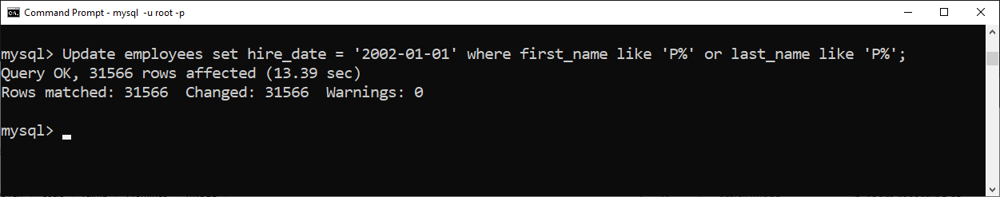 Command Prompt - mysql -u root -p
mysql> Update employees set hire_date = '2002-01-01' where first_name like 'P%' or last_name like 'P%';
Query OK, 31566 rows affected (13.39 sec)
Rows matched: 31566  Changed: 31566  Warnings: 0
mysql>